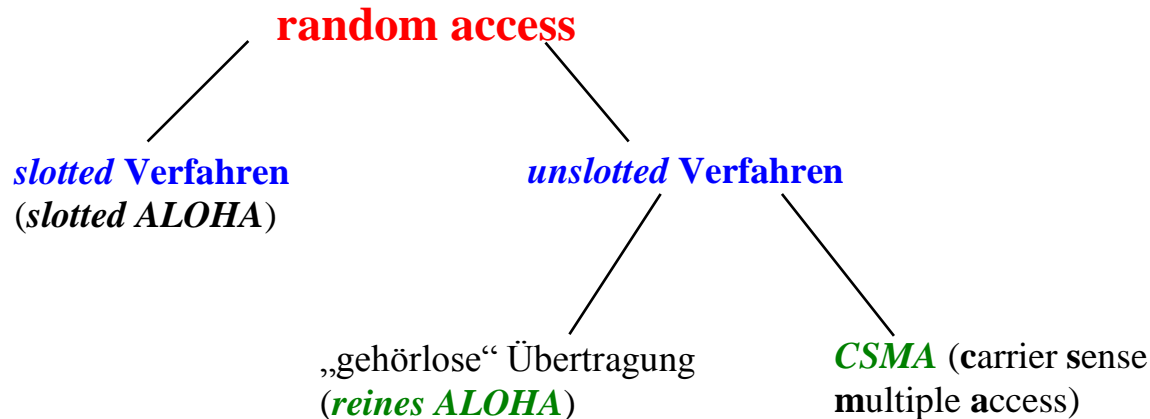 random access
slotted Verfahren
(slotted ALOHA)
unslotted Verfahren
„gehörlose“ Übertragung
(reines ALOHA)
CSMA (carrier sense
multiple access)